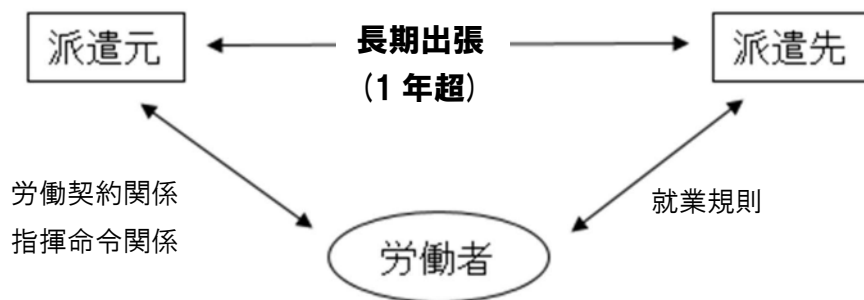 派遣元
長期出張
(1 年超)
派遣先
労働契約関係
指揮命令関係
就業規則
労働者